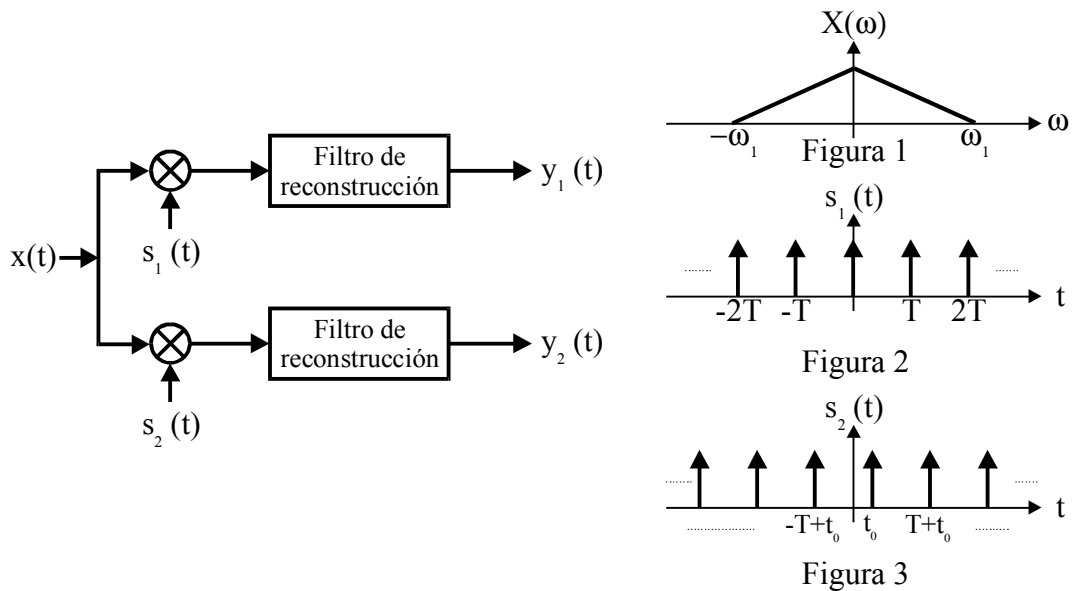 X(ω)
−ω₁
ω₁
ω
Figura 1
Filtro de
reconstrucción
y₁ (t)
s₁ (t)
x(t)
Filtro de
reconstrucción
y₂ (t)
s₂ (t)
s₁ (t)
........
........
-2T
-T
T
2T
t
Figura 2
s₂ (t)
........
........
-T+t₀
t₀
T+t₀
t
....................
..........
Figura 3